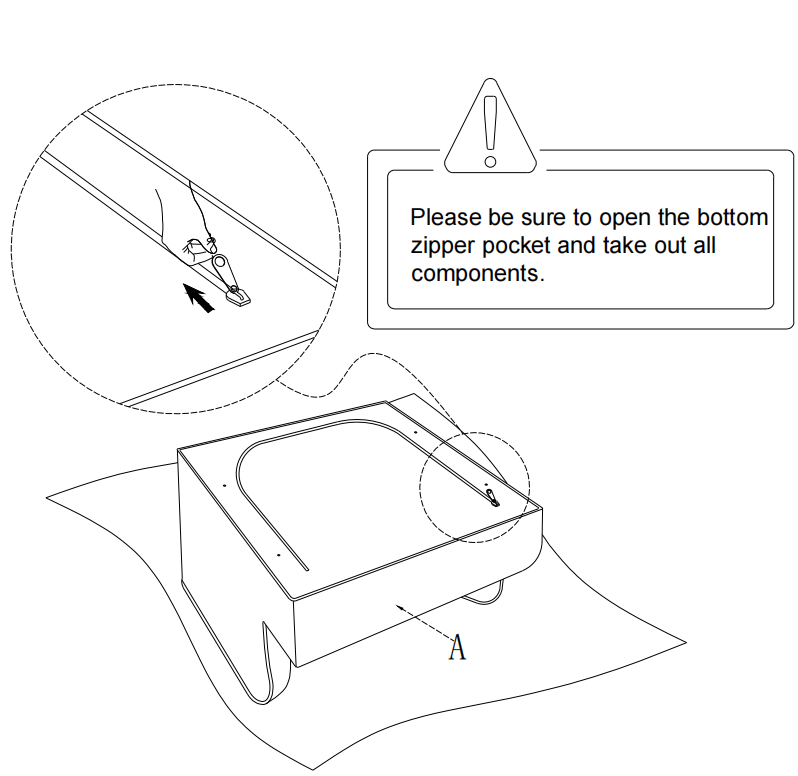 Please be sure to open the bottom
zipper pocket and take out all
components.
A